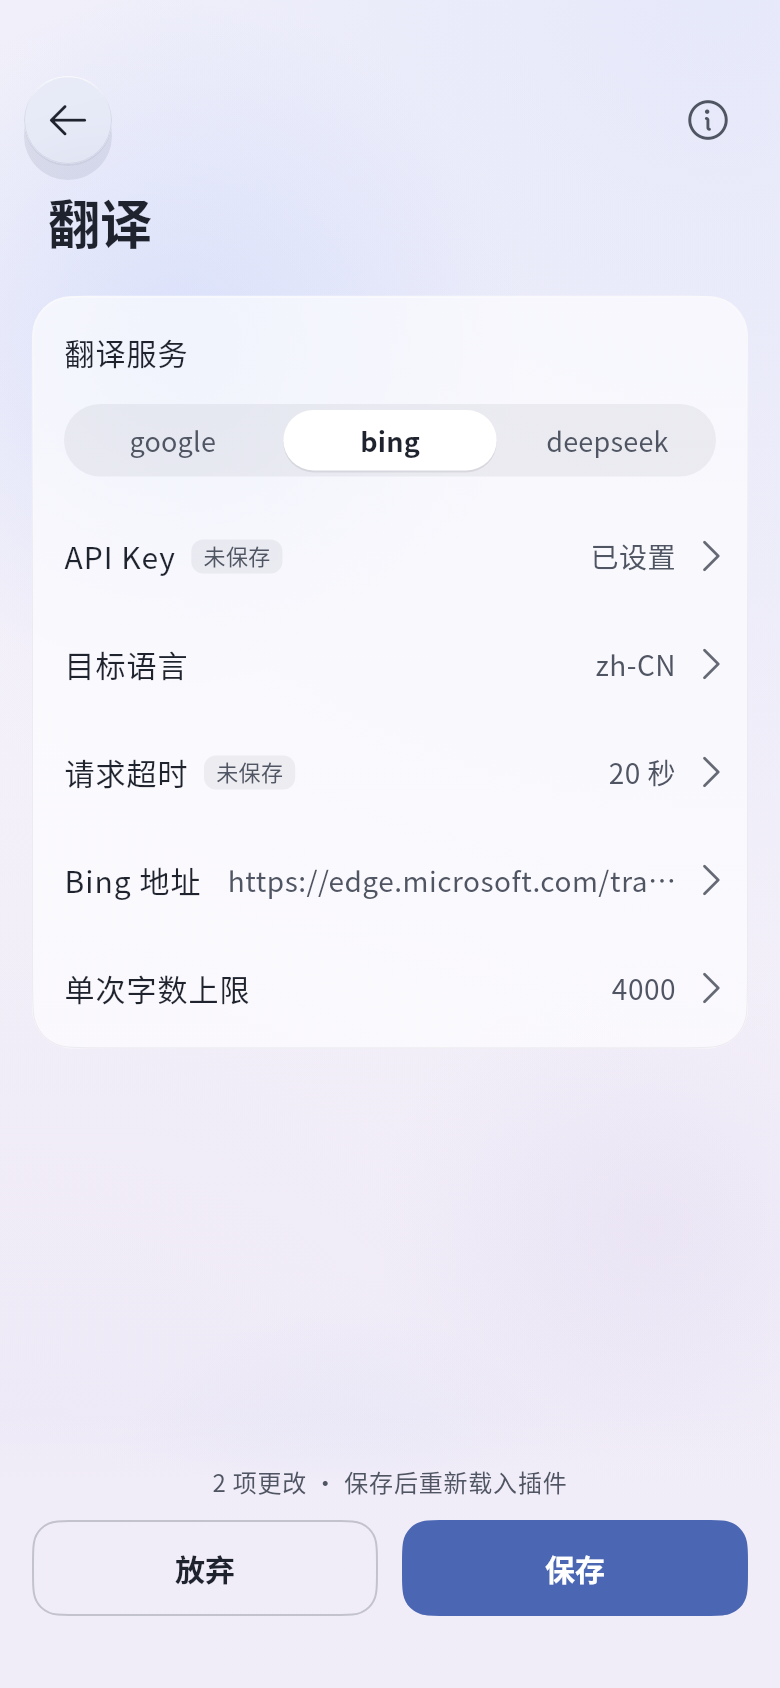 翻译
翻译服务
google bing deepseek
API Key 未保存 已设置
目标语言 zh-CN
请求超时 未保存 20 秒
Bing 地址 https://edge.microsoft.com/tra…
单次字数上限 4000
2 项更改 · 保存后重新载入插件
放弃 保存